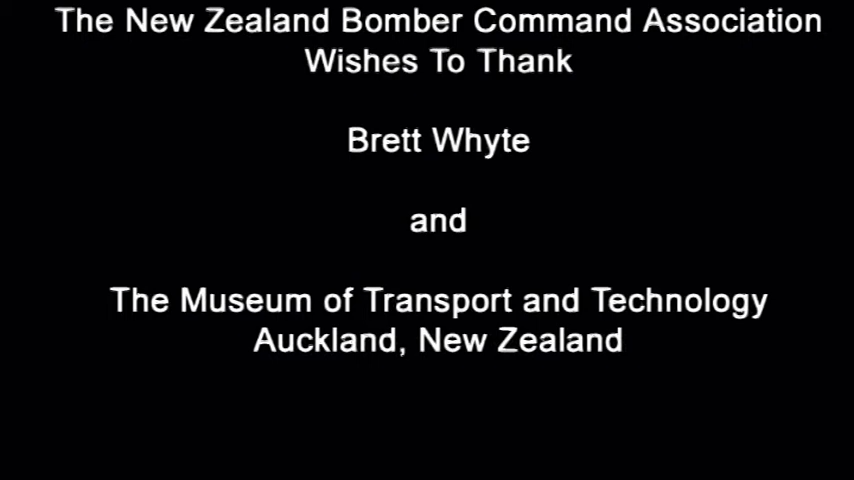 The New Zealand Bomber Command Association
Wishes To Thank
Brett Whyte
and
The Museum of Transport and Technology
Auckland, New Zealand